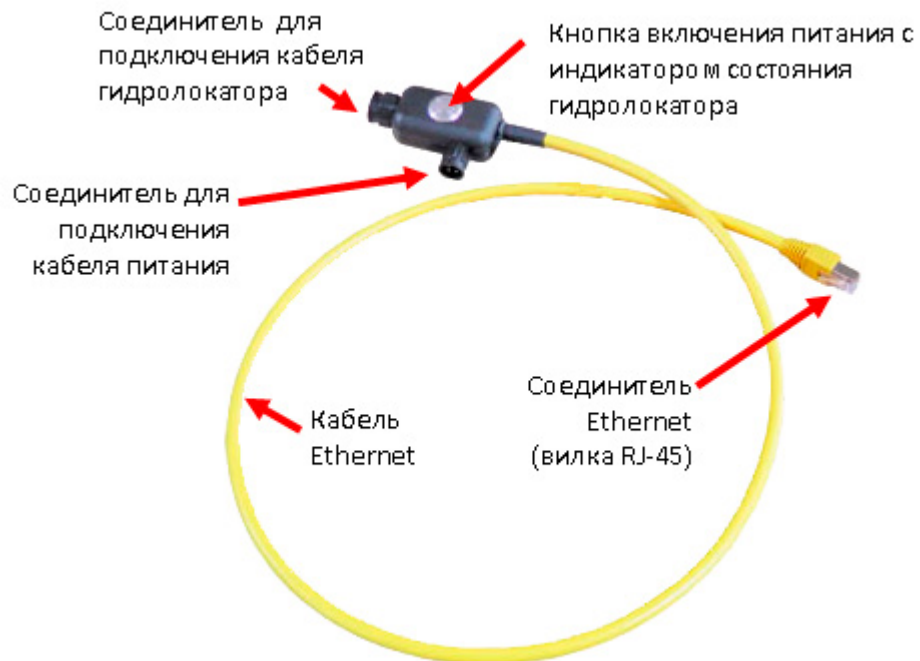 Соединитель для
подключения кабеля
гидролокатора
Кнопка включения питания с
индикатором состояния
гидролокатора
Соединитель для
подключения
кабеля питания
Кабель
Ethernet
Соединитель
Ethernet
(вилка RJ-45)